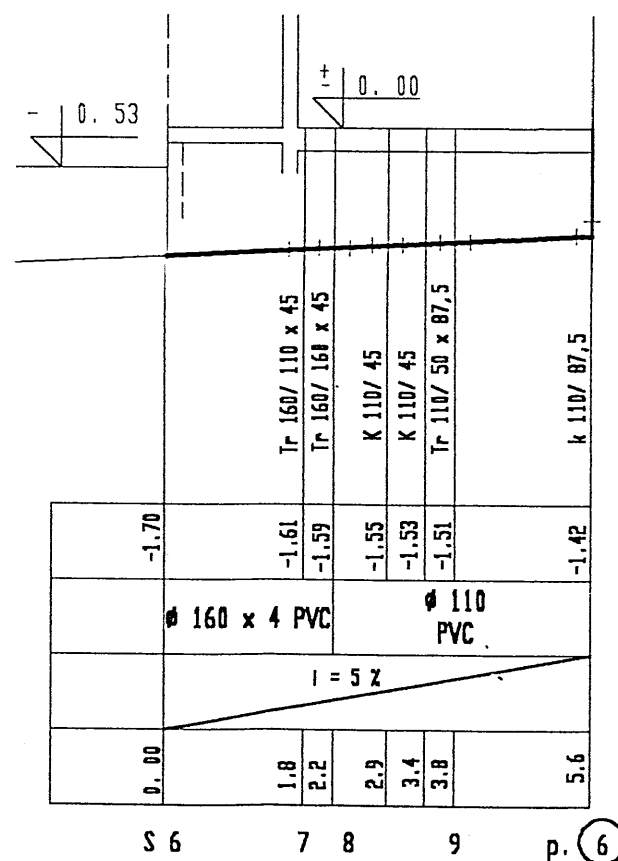 - 0. 53
± 0. 00
Tr 160/ 110 x 45
Tr 160/ 160 x 45
K 110/ 45
K 110/ 45
Tr 110/ 50 x 87,5
k 110/ 87,5
-1.70
-1.61
-1.59
-1.55
-1.53
-1.51
-1.42
ø 160 x 4 PVC
ø 110
PVC
I = 5 %
0. 00
1.8
2.2
2.9
3.4
3.8
5.6
S 6 7 8 9 p. 6